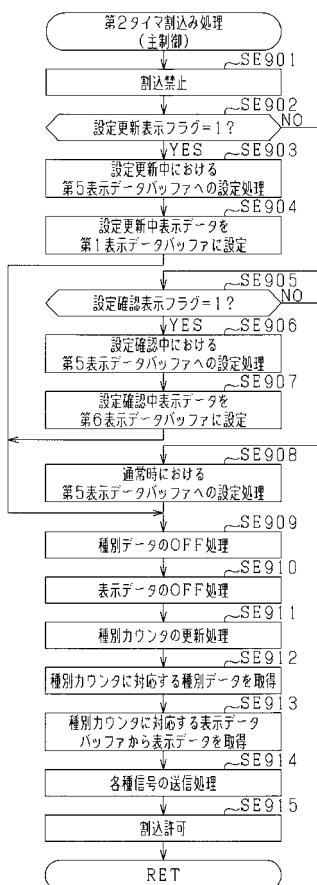 第2タイマ割込み処理
(主制御)
SE901
割込禁止
SE902
設定更新表示フラグ=1?
NO
YES
SE903
設定更新中における
第5表示データバッファへの設定処理
SE904
設定更新中表示データを
第1表示データバッファに設定
SE905
設定確認表示フラグ=1?
NO
YES
SE906
設定確認中における
第5表示データバッファへの設定処理
SE907
設定確認中表示データを
第6表示データバッファに設定
SE908
通常時における
第5表示データバッファへの設定処理
SE909
種別データのOFF処理
SE910
表示データのOFF処理
SE911
種別カウンタの更新処理
SE912
種別カウンタに対応する種別データを取得
SE913
種別カウンタに対応する表示データ
バッファから表示データを取得
SE914
各種信号の送信処理
SE915
割込許可
RET